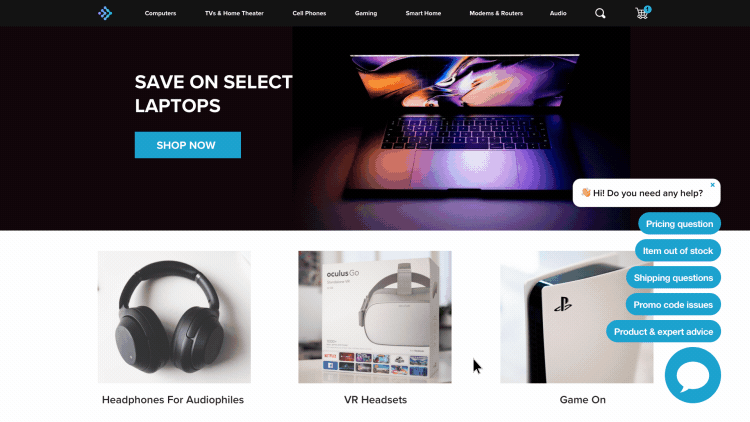 Computers
TVs & Home Theater
Cell Phones
Gaming
Smart Home
Modems & Routers
Audio
1
SAVE ON SELECT
LAPTOPS
SHOP NOW
👋 Hi! Do you need any help?
Pricing question
Item out of stock
Shipping questions
Promo code issues
Product & expert advice
oculus Go
Headphones For Audiophiles
VR Headsets
Game On